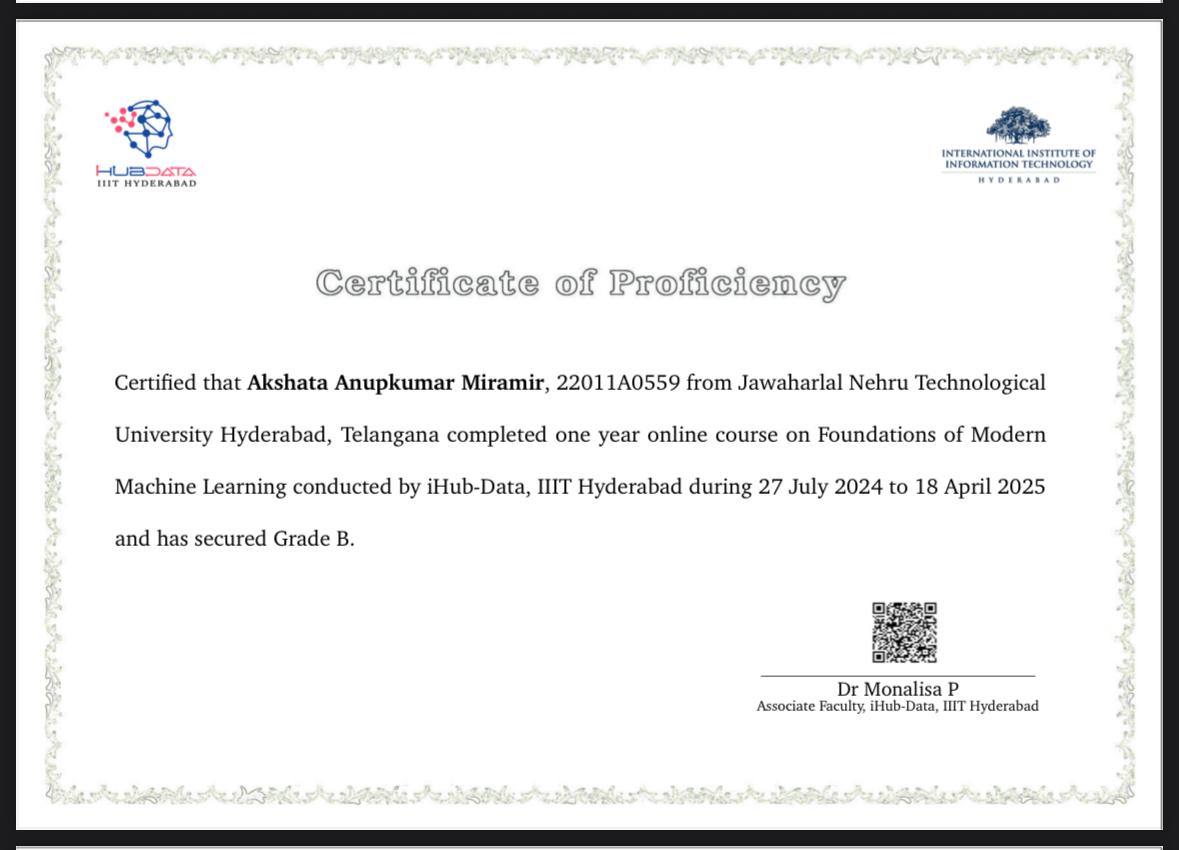 HUBDATA
IIIT HYDERABAD
INTERNATIONAL INSTITUTE OF
INFORMATION TECHNOLOGY
HYDERABAD
Certificate of Proficiency
Certified that Akshata Anupkumar Miramir, 22011A0559 from Jawaharlal Nehru Technological
University Hyderabad, Telangana completed one year online course on Foundations of Modern
Machine Learning conducted by iHub-Data, IIIT Hyderabad during 27 July 2024 to 18 April 2025
and has secured Grade B.
Dr Monalisa P
Associate Faculty, iHub-Data, IIIT Hyderabad